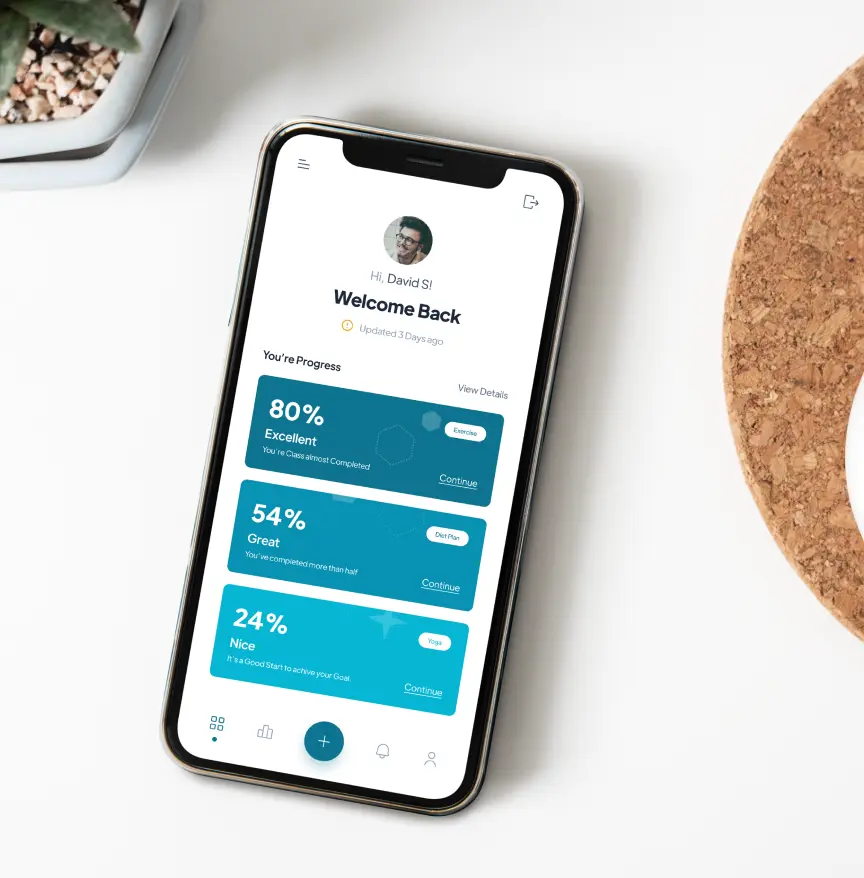 Hi, David S!
Welcome Back
Updated 3 Days ago
You're Progress
View Details
80%
Exercise
Excellent
You're Class almost Completed
Continue
54%
Diet Plan
Great
You've completed more than half
Continue
24%
Yoga
Nice
It's a Good Start to achive your Goal.
Continue